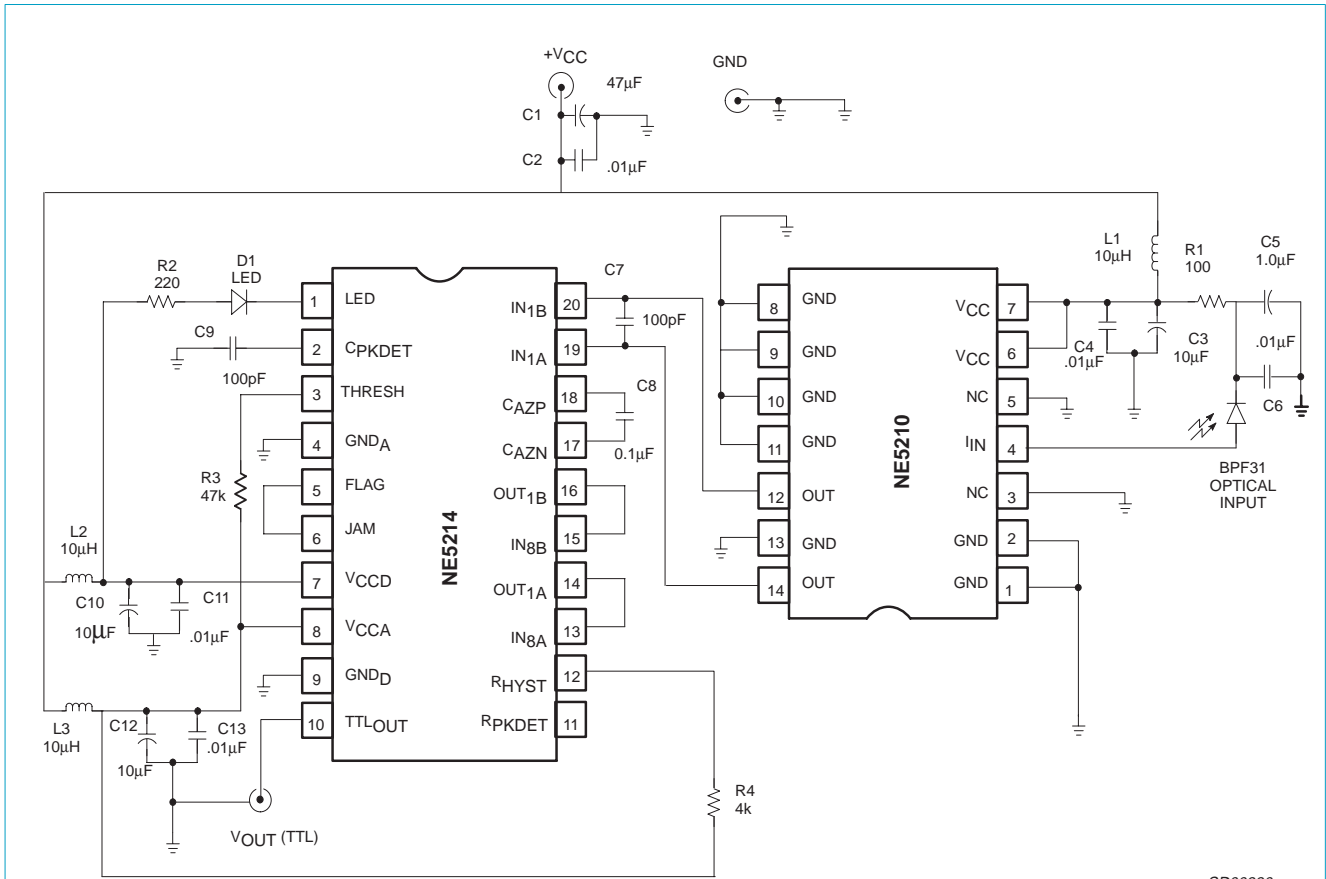 +VCC
GND
47µF
C1
C2
.01µF
L1
10µH
R1
100
C5
1.0µF
R2
220
D1
LED
C7
100pF
1
LED
20
IN1B
8
GND
7
VCC
C9
100pF
2
CPKDET
19
IN1A
9
GND
6
VCC
C4
.01µF
C3
10µF
.01µF
C6
3
THRESH
18
CAZP
C8
0.1µF
10
GND
5
NC
4
GNDA
17
CAZN
11
GND
4
IIN
R3
47k
5
FLAG
16
OUT1B
12
OUT
3
NC
BPF31
OPTICAL
INPUT
6
JAM
15
IN8B
13
GND
2
GND
NE5214
NE5210
L2
10µH
7
VCCD
14
OUT1A
14
OUT
1
GND
C10
10µF
C11
.01µF
8
VCCA
13
IN8A
9
GNDD
12
RHYST
10
TTLOUT
11
RPKDET
L3
10µH
C12
10µF
C13
.01µF
R4
4k
VOUT (TTL)